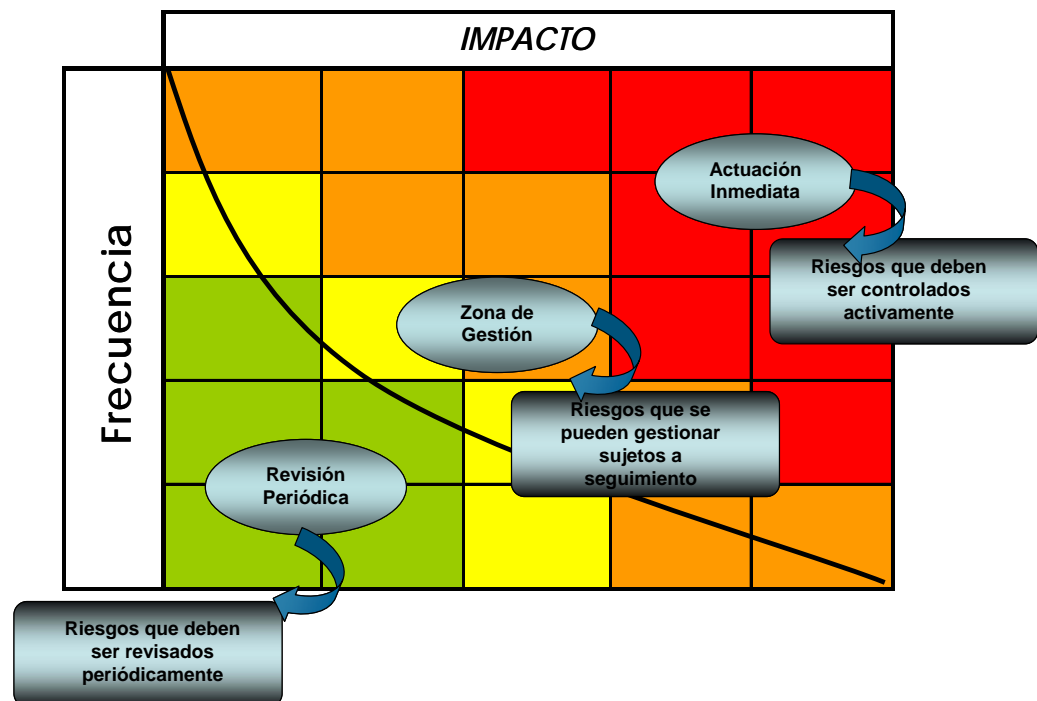 IMPACTO
Frecuencia
Actuación
Inmediata
Riesgos que deben
ser controlados
activamente
Zona de
Gestión
Riesgos que se
pueden gestionar
sujetos a
seguimiento
Revisión
Periódica
Riesgos que deben
ser revisados
periódicamente